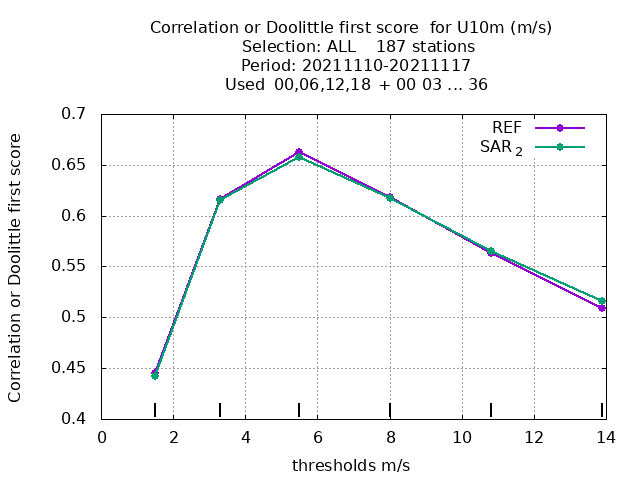 Correlation or Doolittle first score  for U10m (m/s)
Selection: ALL    187 stations
Period: 20211110-20211117
Used  00,06,12,18  + 00 03 ... 36
Correlation or Doolittle first score
0.7
0.65
0.6
0.55
0.5
0.45
0.4
REF
SAR 2
0 2 4 6 8 10 12 14
thresholds m/s